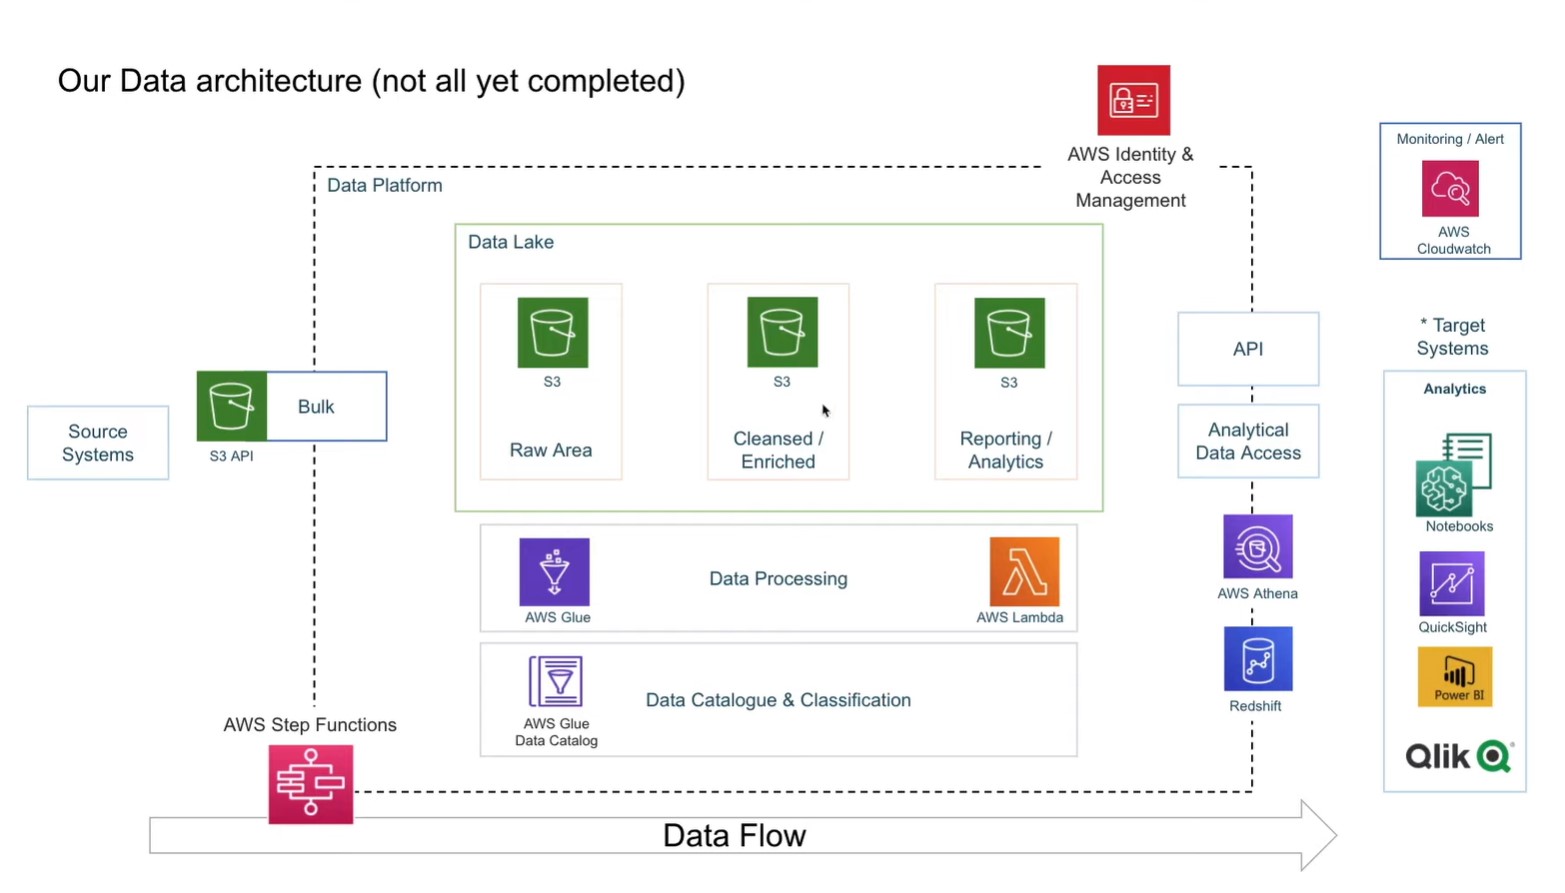 Our Data architecture (not all yet completed)
AWS Identity &
Access
Management
Monitoring / Alert
AWS
Cloudwatch
Data Platform
Data Lake
S3
Raw Area
S3
Cleansed /
Enriched
S3
Reporting /
Analytics
Source
Systems
Bulk
S3 API
API
Analytical
Data Access
AWS Athena
Redshift
* Target
Systems
Analytics
Notebooks
QuickSight
Power BI
Qlik
Data Processing
AWS Glue
AWS Lambda
Data Catalogue & Classification
AWS Glue
Data Catalog
AWS Step Functions
Data Flow